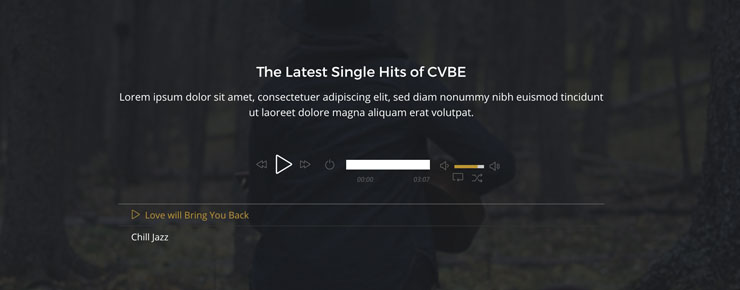 The Latest Single Hits of CVBE
Lorem ipsum dolor sit amet, consectetuer adipiscing elit, sed diam nonummy nibh euismod tincidunt
ut laoreet dolore magna aliquam erat volutpat.
00:00 03:07
Love will Bring You Back
Chill Jazz